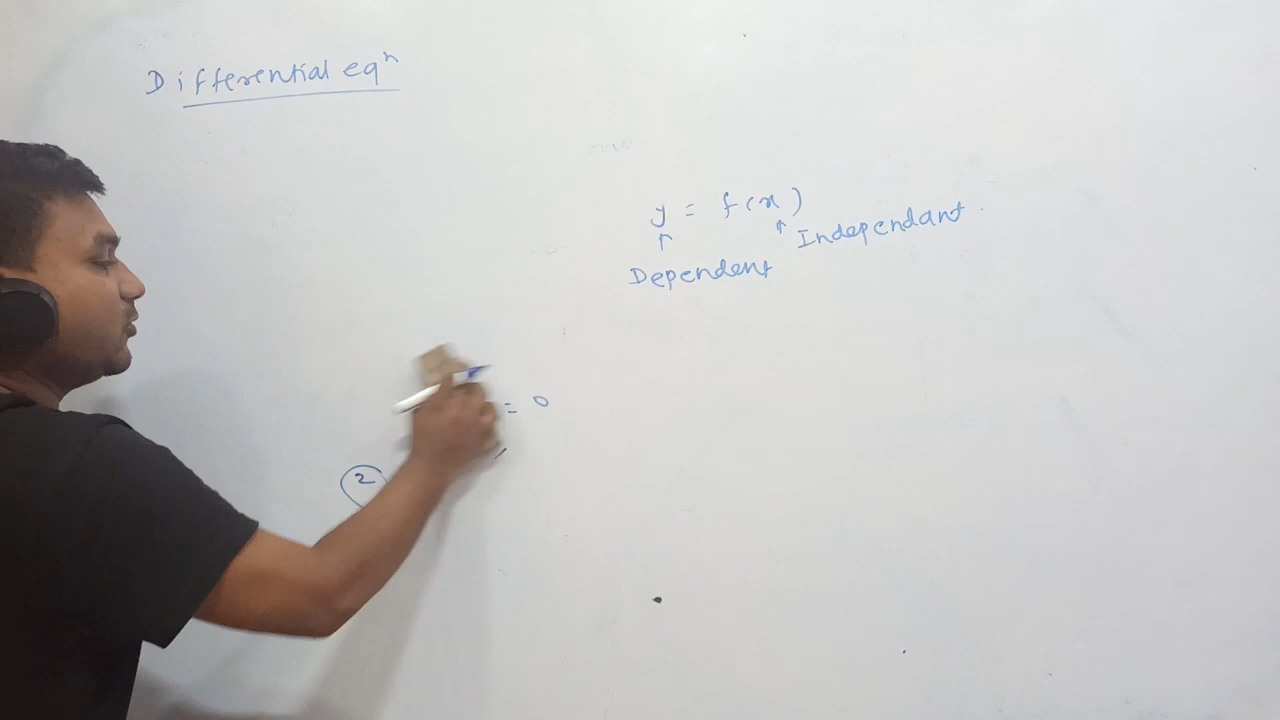 Differential eqⁿ
y = f(x)
↑ ↑ Independant.
Dependent
= 0
2